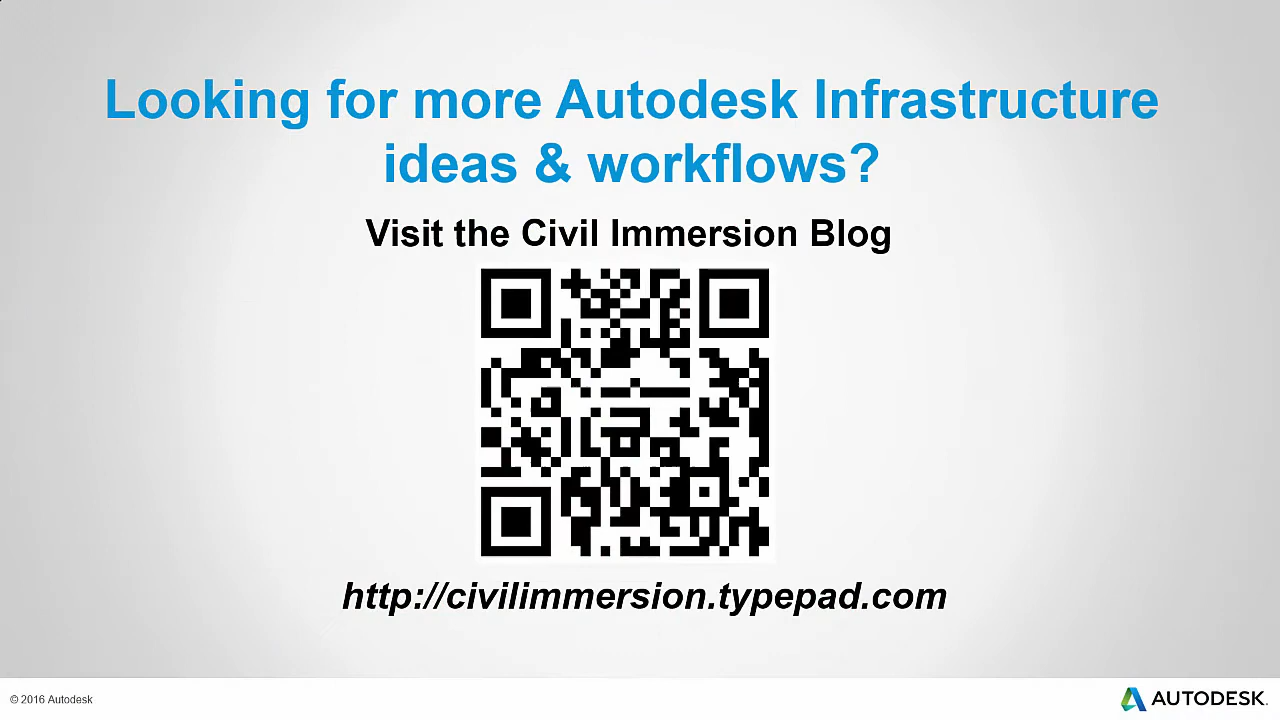 Looking for more Autodesk Infrastructure
ideas & workflows?
Visit the Civil Immersion Blog
http://civilimmersion.typepad.com
© 2016 Autodesk
AUTODESK.